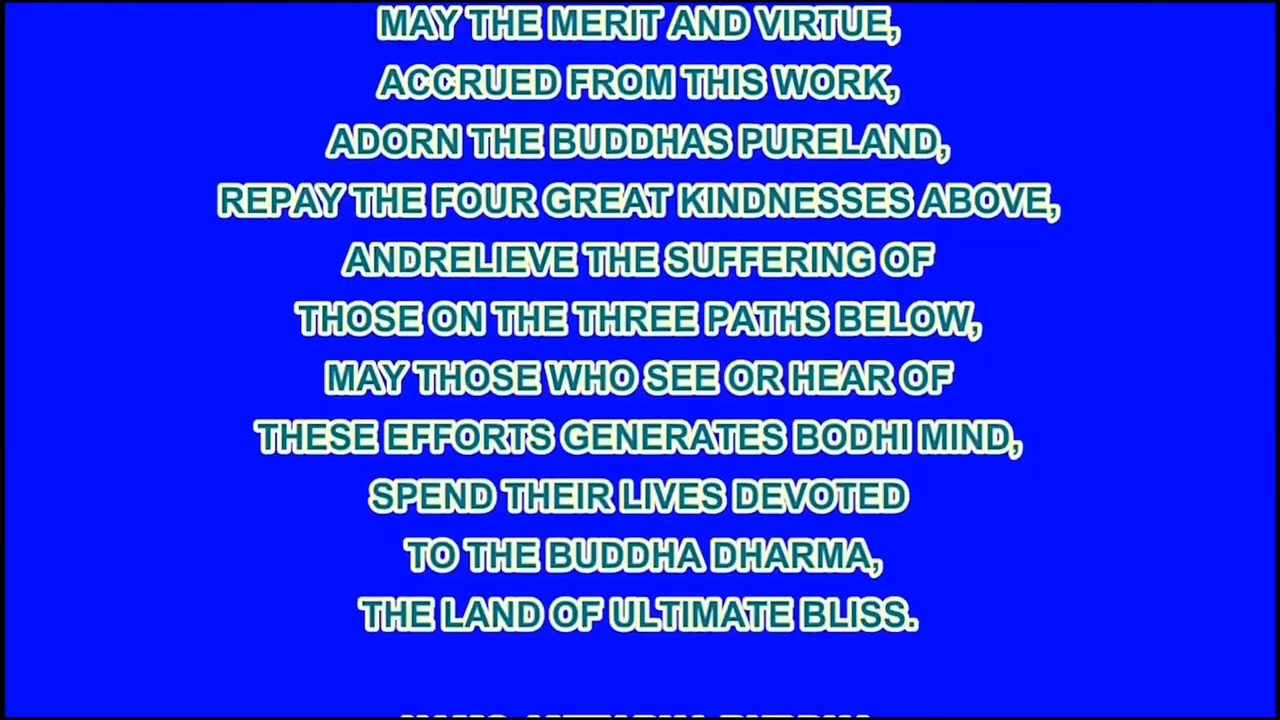 MAY THE MERIT AND VIRTUE,
ACCRUED FROM THIS WORK,
ADORN THE BUDDHAS PURELAND,
REPAY THE FOUR GREAT KINDNESSES ABOVE,
ANDRELIEVE THE SUFFERING OF
THOSE ON THE THREE PATHS BELOW,
MAY THOSE WHO SEE OR HEAR OF
THESE EFFORTS GENERATES BODHI MIND,
SPEND THEIR LIVES DEVOTED
TO THE BUDDHA DHARMA,
THE LAND OF ULTIMATE BLISS.